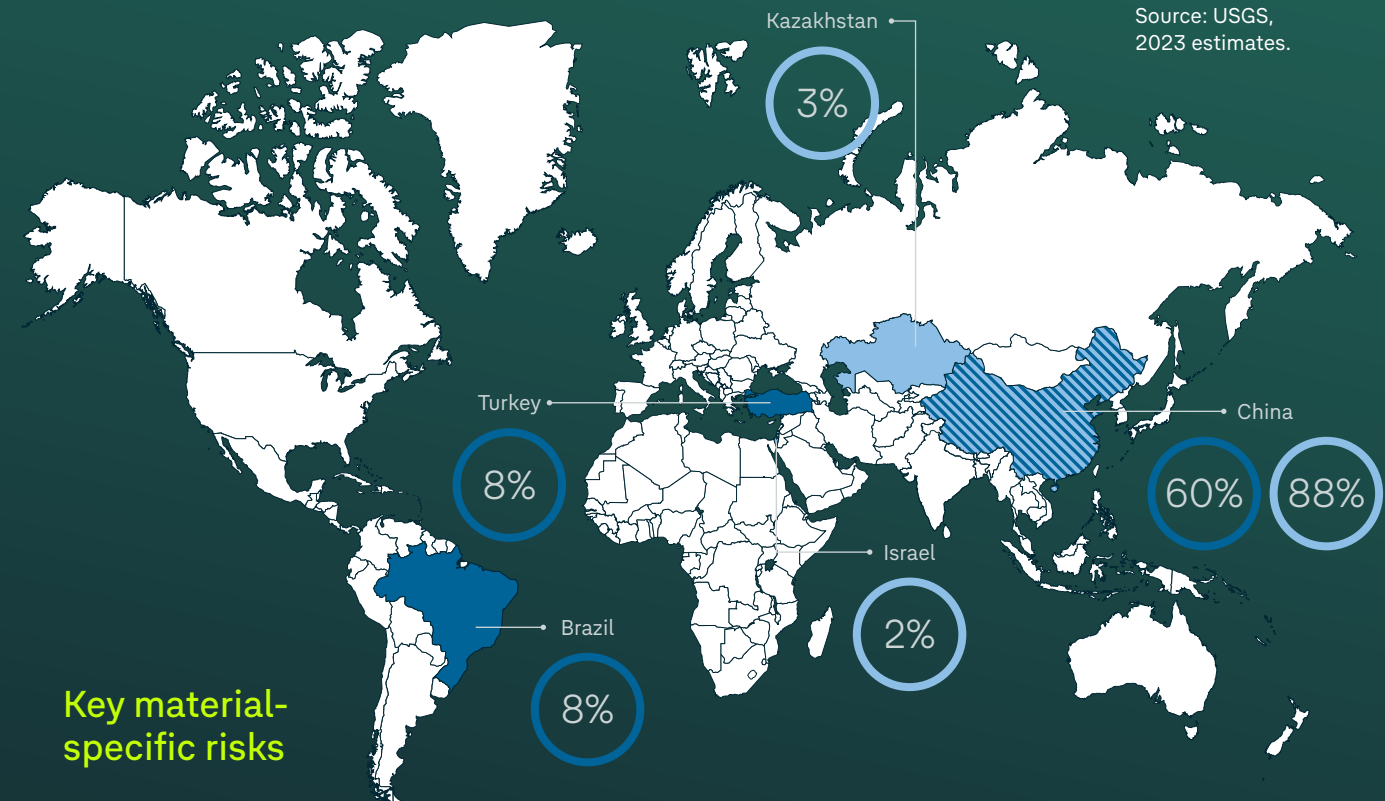 Kazakhstan
3%
Source: USGS,
2023 estimates.
Turkey
8%
China
60%
88%
Israel
2%
Brazil
8%
Key material-
specific risks